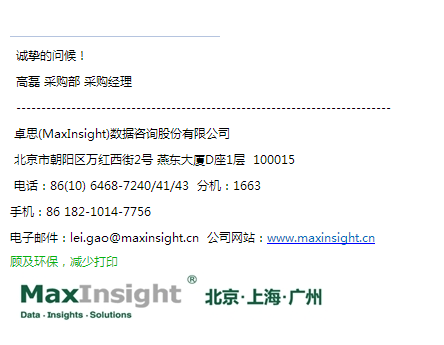 诚挚的问候！
高磊 采购部 采购经理
--------------------------------------------------------------------------
卓思(MaxInsight)数据咨询股份有限公司
北京市朝阳区万红西街2号 燕东大厦D座1层  100015
电话：86(10) 6468-7240/41/43  分机：1663
手机：86 182-1014-7756
电子邮件：lei.gao@maxinsight.cn  公司网站：www.maxinsight.cn
顾及环保，减少打印
MaxInsight® 北京·上海·广州
Data · Insights · Solutions